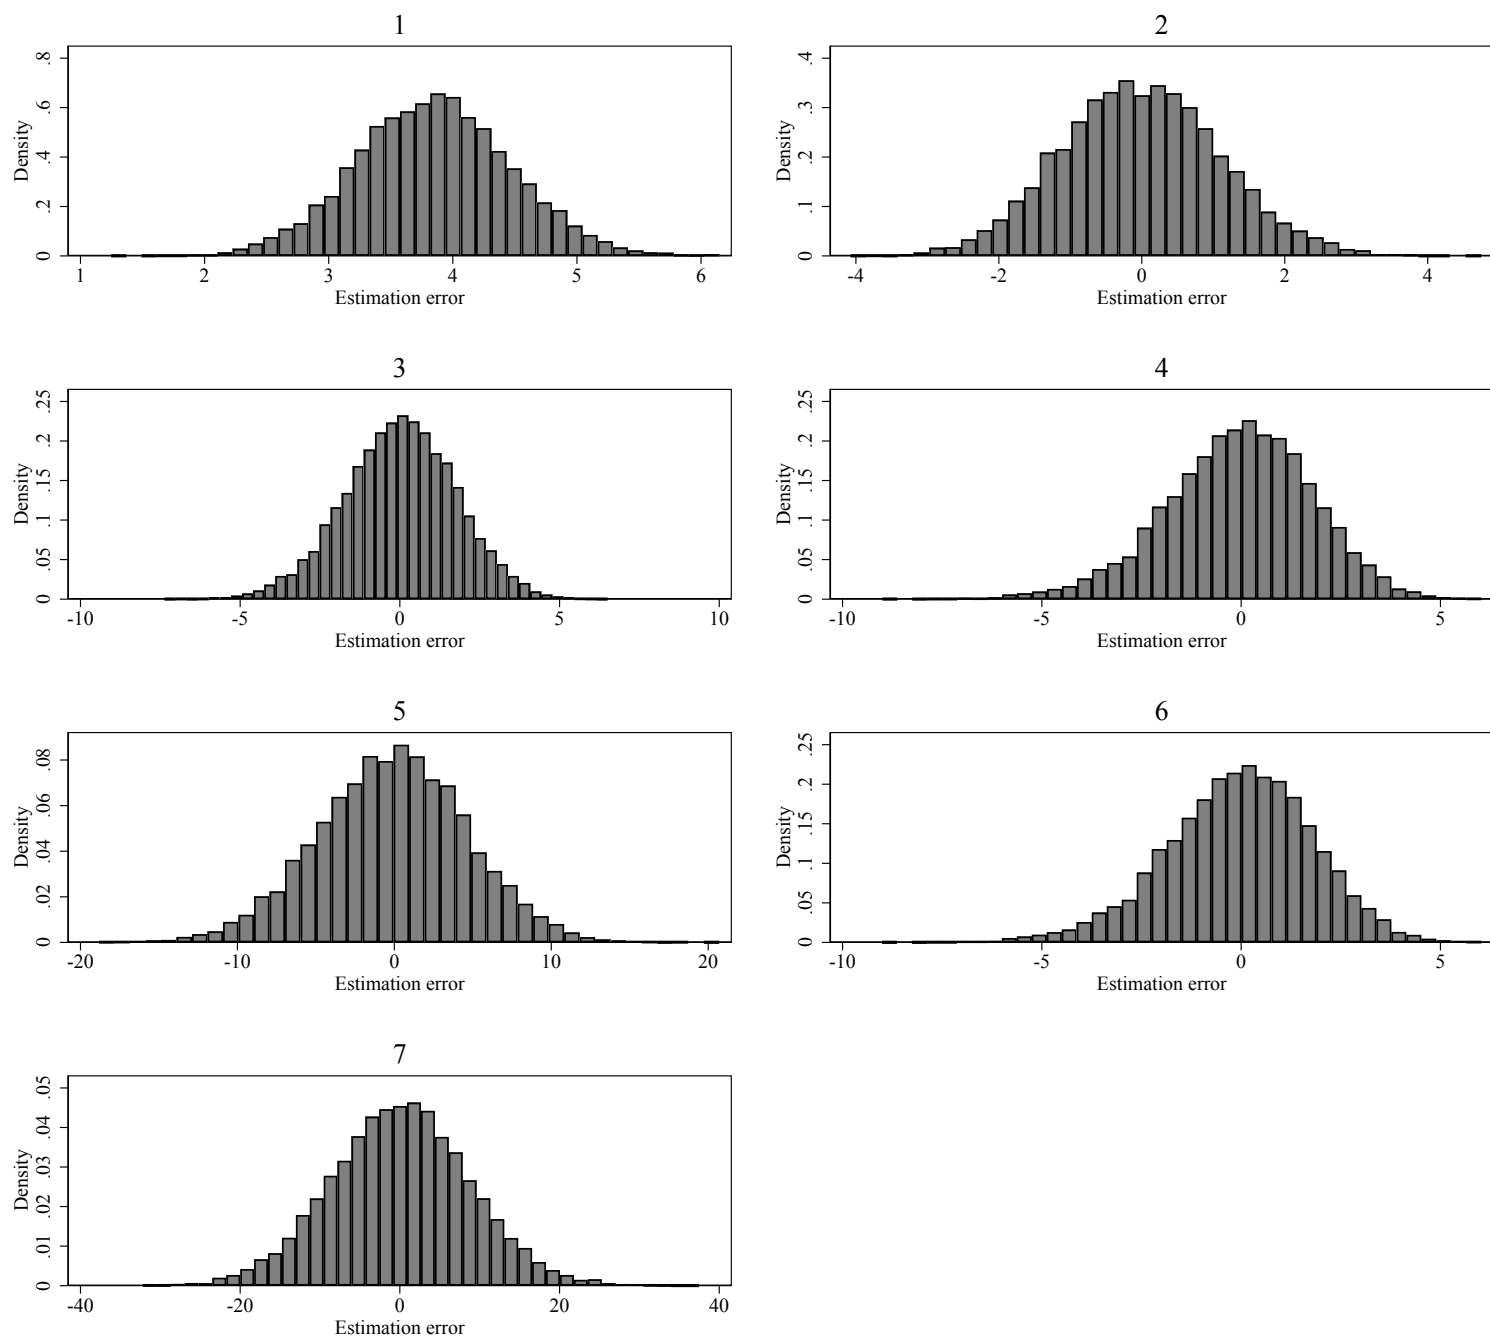 1
Density
.8
.6
.4
.2
0
1 2 3 4 5 6
Estimation error
2
Density
.4
.3
.2
.1
0
-4 -2 0 2 4
Estimation error
3
Density
.25
.2
.15
.1
.05
0
-10 -5 0 5 10
Estimation error
4
Density
.25
.2
.15
.1
.05
0
-10 -5 0 5
Estimation error
5
Density
.08
.06
.04
.02
0
-20 -10 0 10 20
Estimation error
6
Density
.25
.2
.15
.1
.05
0
-10 -5 0 5
Estimation error
7
Density
.05
.04
.03
.02
.01
0
-40 -20 0 20 40
Estimation error